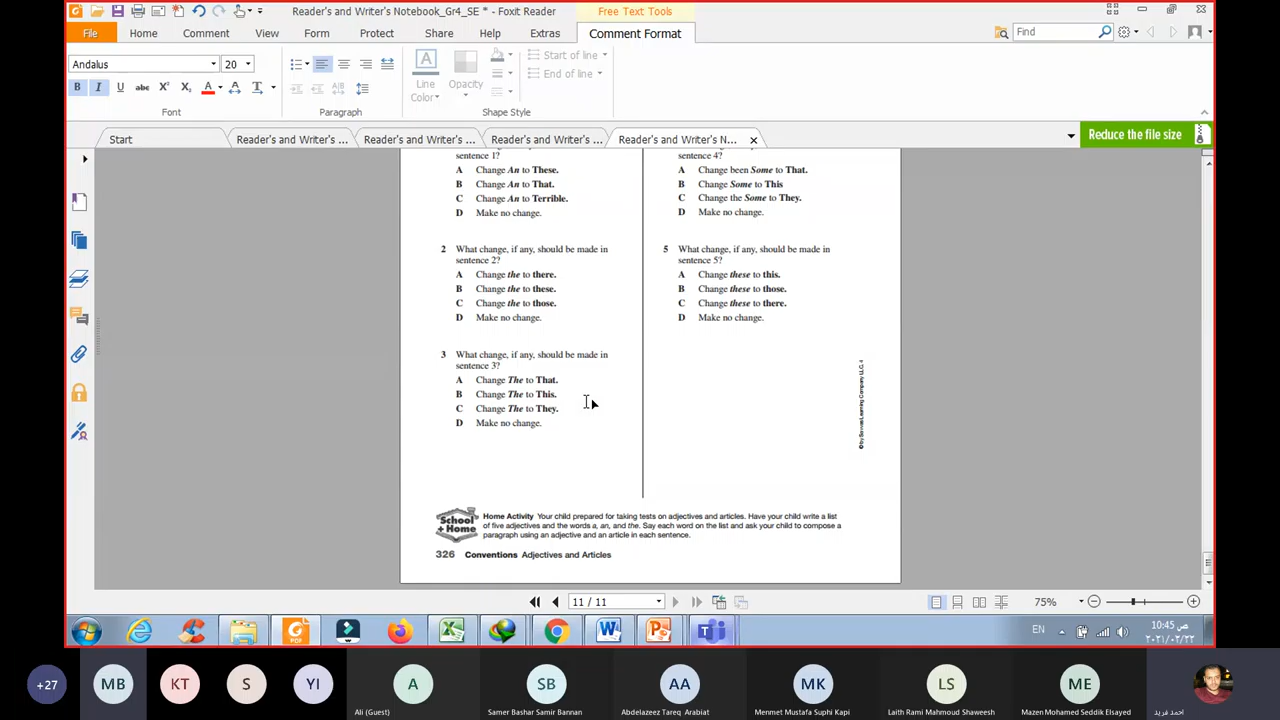 Reader's and Writer's Notebook_Gr4_SE * - Foxit Reader
Free Text Tools
File
Home
Comment
View
Form
Protect
Share
Help
Extras
Comment Format
Find
Andalus
20
Line
Color
Opacity
Start of line
End of line
Font
Paragraph
Shape Style
Start
Reader's and Writer's ...
Reader's and Writer's ...
Reader's and Writer's ...
Reader's and Writer's N...
Reduce the file size
sentence 1?
A Change An to These.
B Change An to That.
C Change An to Terrible.
D Make no change.
2 What change, if any, should be made in
sentence 2?
A Change the to there.
B Change the to these.
C Change the to those.
D Make no change.
3 What change, if any, should be made in
sentence 3?
A Change The to That.
B Change The to This.
C Change The to They.
D Make no change.
sentence 4?
A Change been Some to That.
B Change Some to This
C Change the Some to They.
D Make no change.
5 What change, if any, should be made in
sentence 5?
A Change these to this.
B Change these to those.
C Change these to there.
D Make no change.
© by Savvas Learning Company LLC. 4
School
+ Home
Home Activity Your child prepared for taking tests on adjectives and articles. Have your child write a list
of five adjectives and the words a, an, and the. Say each word on the list and ask your child to compose a
paragraph using an adjective and an article in each sentence.
326 Conventions Adjectives and Articles
11 / 11
75%
EN
ص 10:45
٢٠٢١/٠٢/٢٢
+27
MB
KT
S
YI
A
Ali (Guest)
SB
Samer Bashar Samir Bannan
AA
Abdelazeez Tareq Arabiat
MK
Menmet Mustafa Suphi Kapi
LS
Laith Rami Mahmoud Shaweesh
ME
Mazen Mohamed Seddik Elsayed
احمد فريد